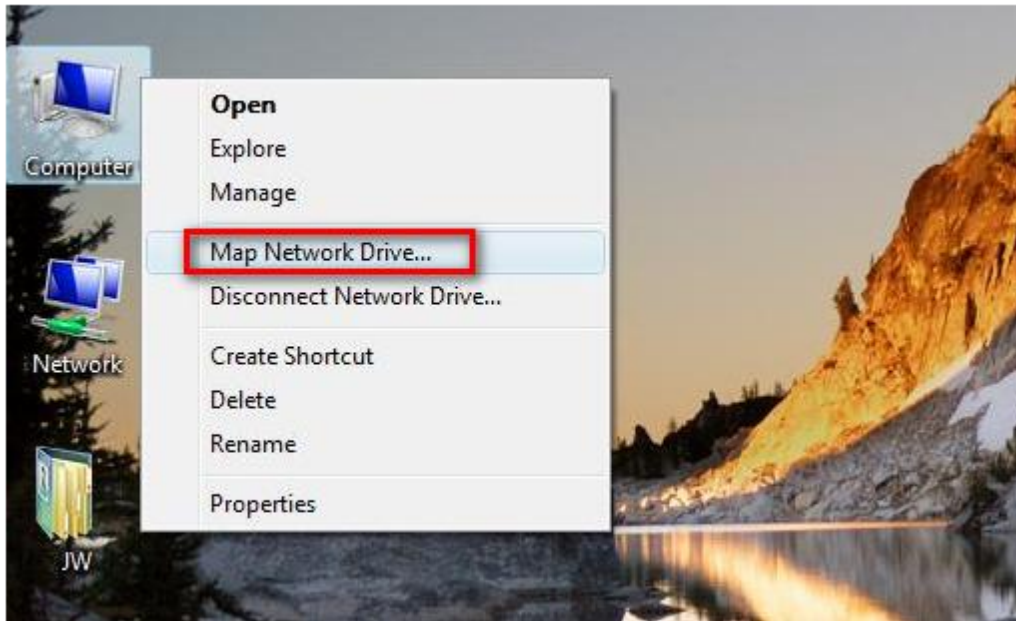 Computer
Open
Explore
Manage
Map Network Drive...
Disconnect Network Drive...
Network
Create Shortcut
Delete
Rename
Properties
JW